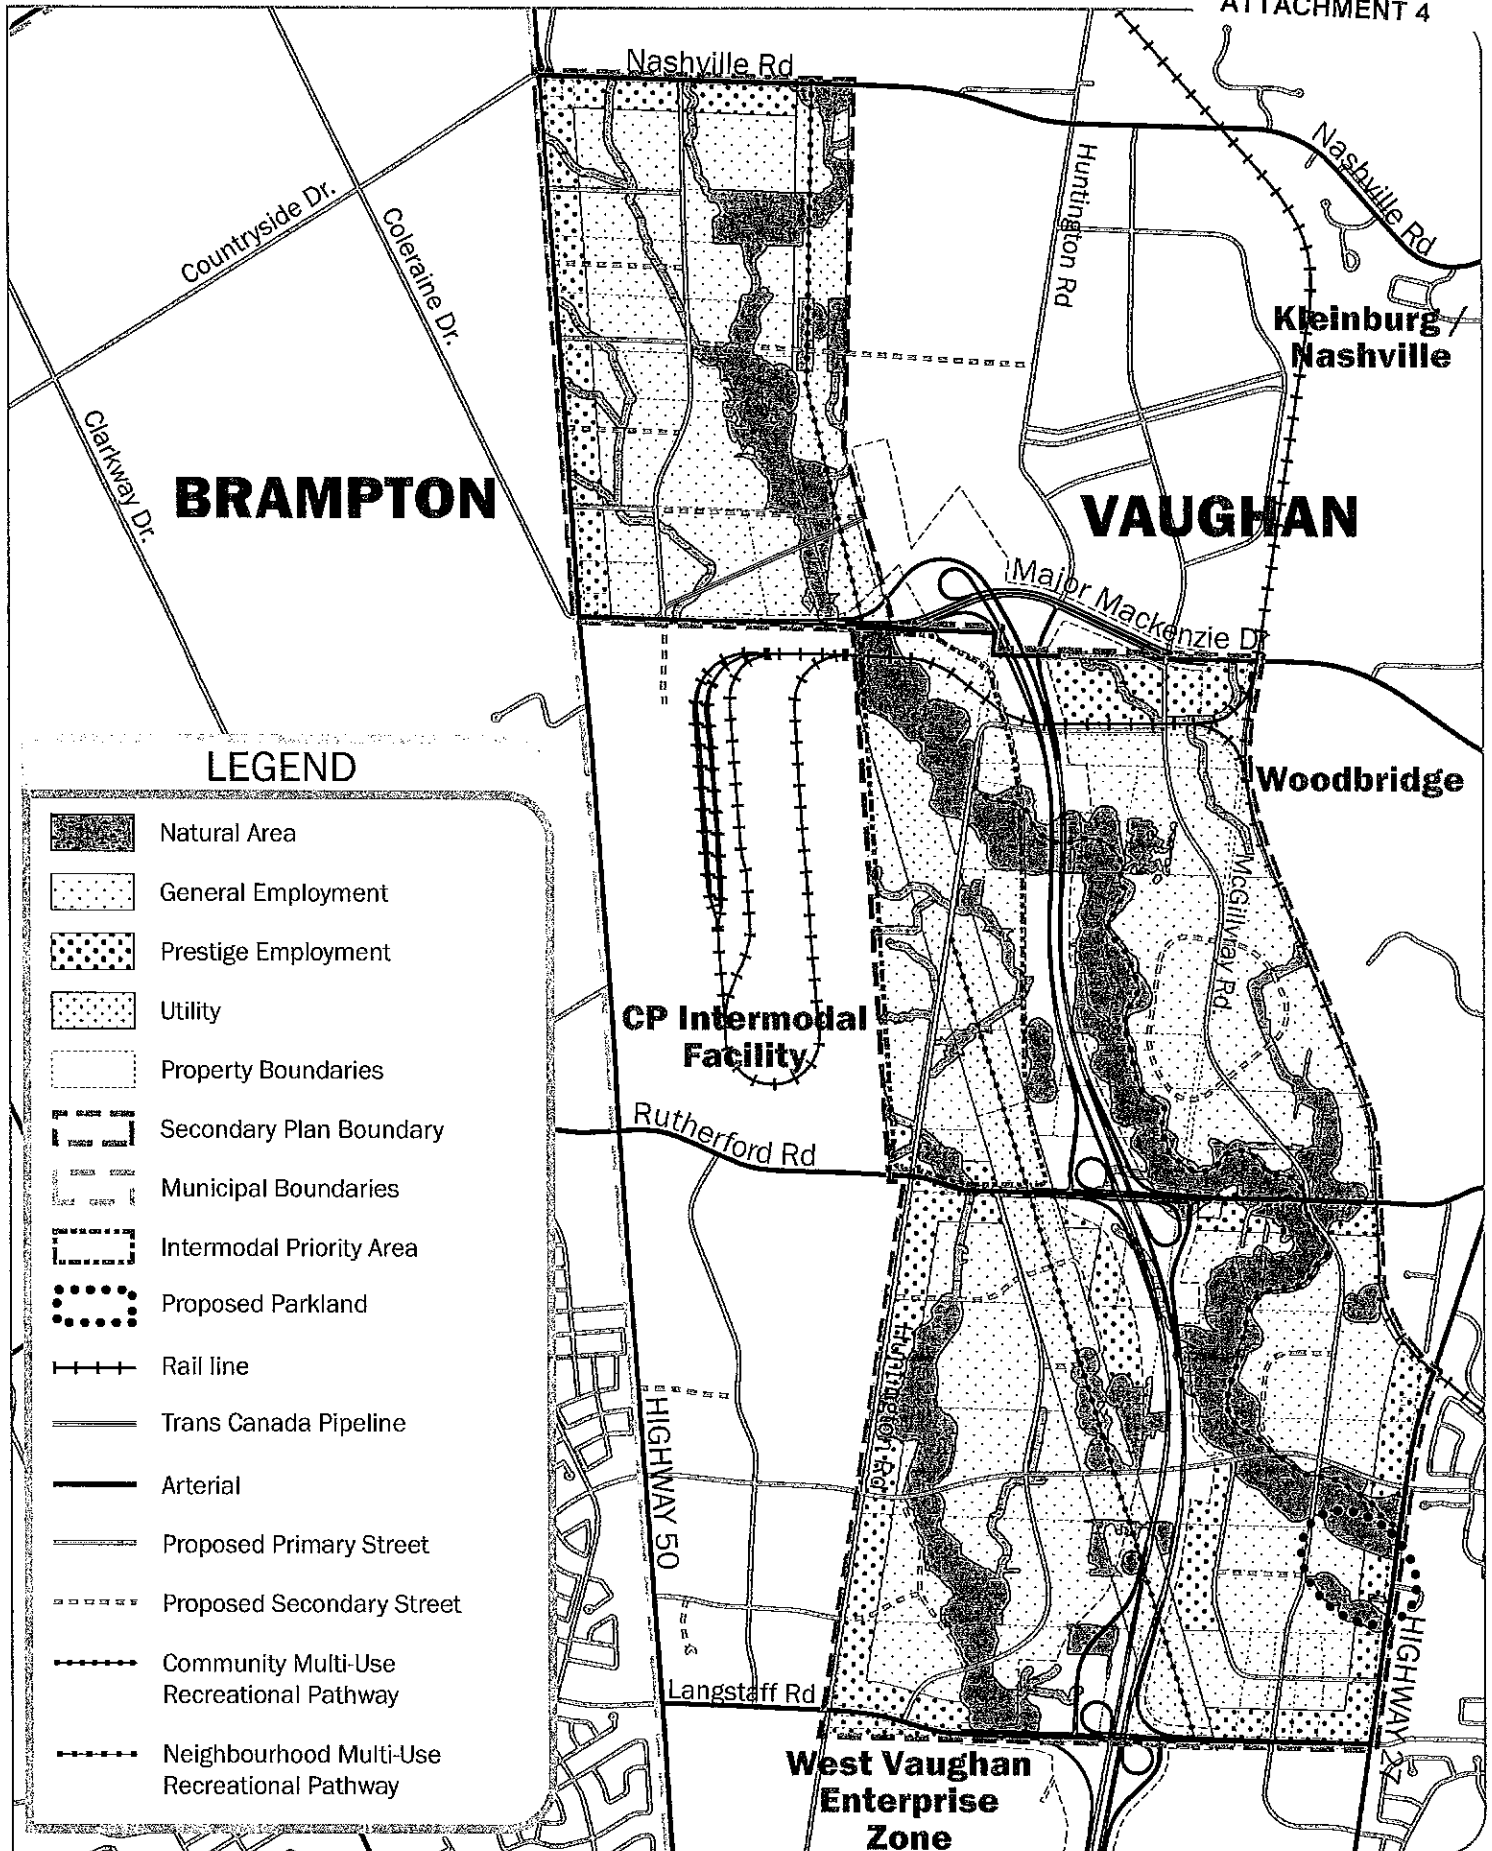 ATTACHMENT 4
Nashville Rd
Nashville Rd
Huntington Rd
Countryside Dr.
Coleraine Dr.
Kleinburg /
Nashville
Clarkway Dr.
BRAMPTON
VAUGHAN
Major Mackenzie Dr
Woodbridge
McGillvray Rd
CP Intermodal
Facility
Rutherford Rd
Huntington Rd
HIGHWAY 50
Langstaff Rd
HIGHWAY 27
West Vaughan
Enterprise
Zone
LEGEND
Natural Area
General Employment
Prestige Employment
Utility
Property Boundaries
Secondary Plan Boundary
Municipal Boundaries
Intermodal Priority Area
Proposed Parkland
Rail line
Trans Canada Pipeline
Arterial
Proposed Primary Street
Proposed Secondary Street
Community Multi-Use
Recreational Pathway
Neighbourhood Multi-Use
Recreational Pathway